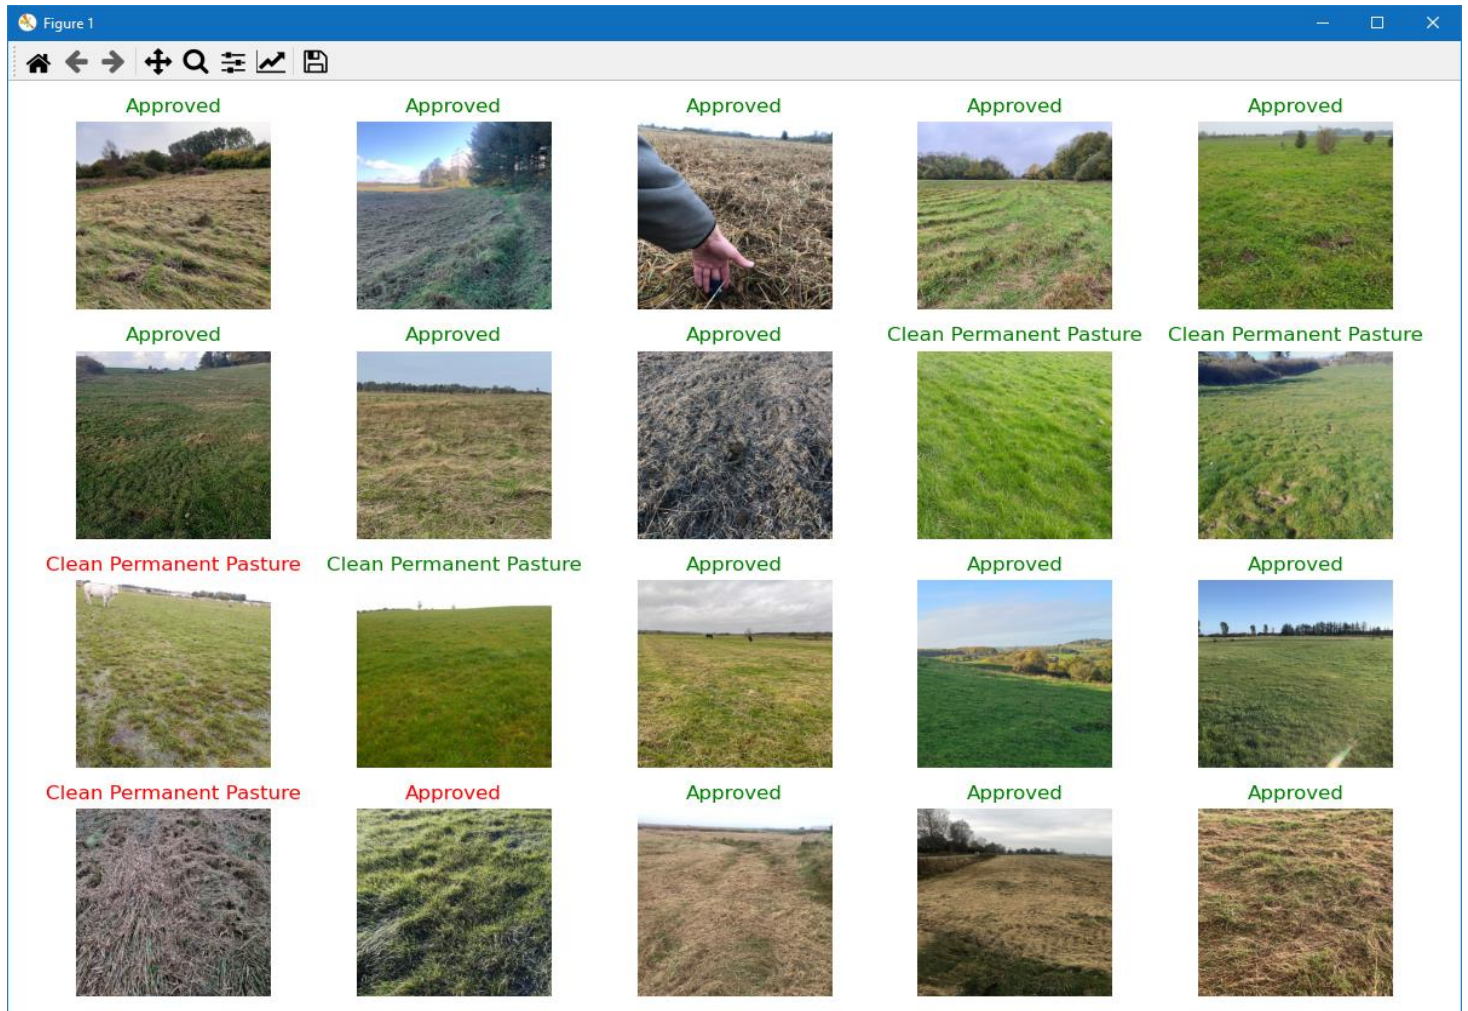 Figure 1
Approved Approved Approved Approved Approved
Approved Approved Approved Clean Permanent Pasture Clean Permanent Pasture
Clean Permanent Pasture Clean Permanent Pasture Approved Approved Approved
Clean Permanent Pasture Approved Approved Approved Approved